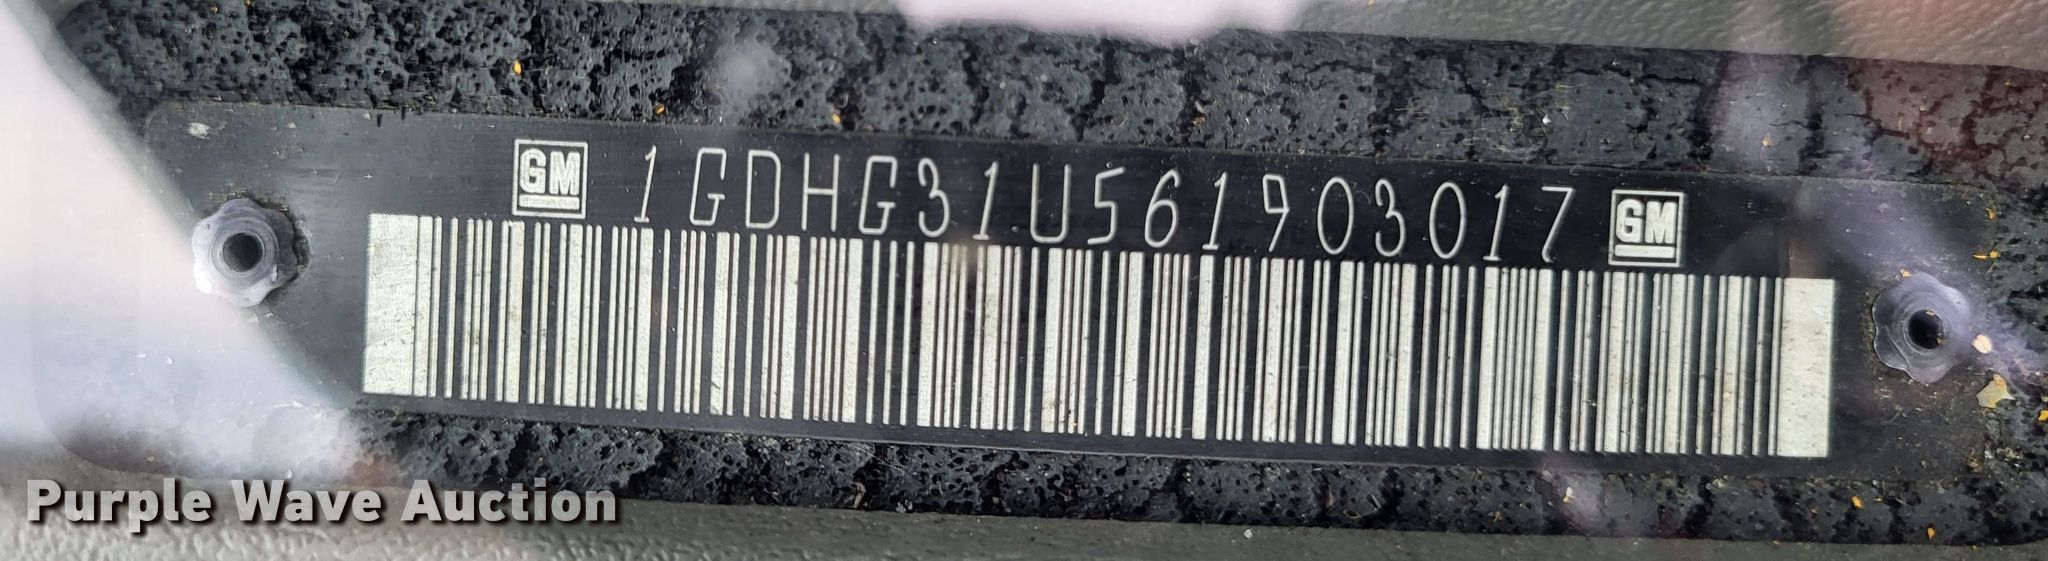 GM 1GDHG31U561903017 GM
Purple Wave Auction